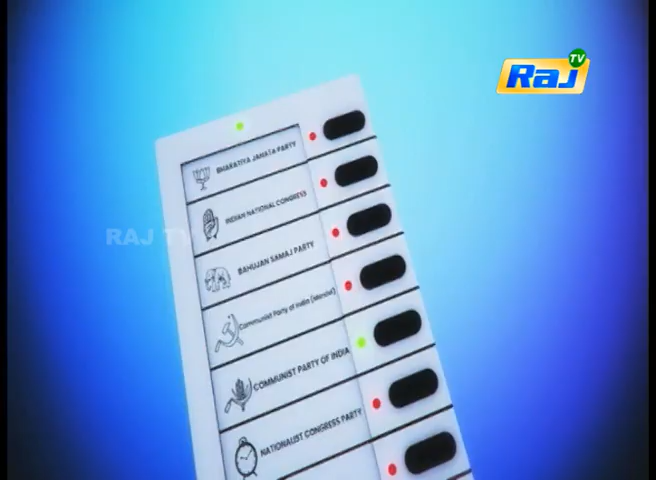 Raj TV
BHARATIYA JANATA PARTY
INDIAN NATIONAL CONGRESS
BAHUJAN SAMAJ PARTY
RAJ TV
Communist Party of India (Marxist)
COMMUNIST PARTY OF INDIA
NATIONALIST CONGRESS PARTY